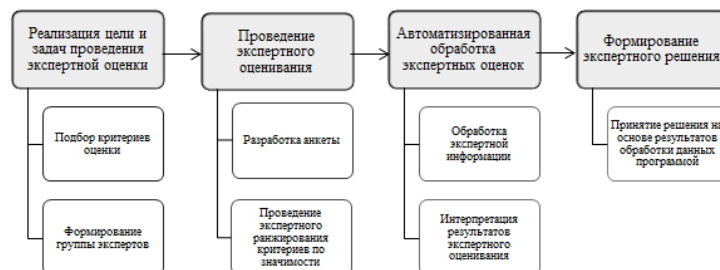 Реализация цели и
задач проведения
экспертной оценки
Проведение
экспертного
оценивания
Автоматизированная
обработка
экспертных оценок
Формирование
экспертного решения
Подбор критериев
оценки
Разработка анкеты
Обработка
экспертной
информации
Принятие решения на
основе результатов
обработки данных
программой
Формирование
группы экспертов
Проведение
экспертного
ранжирования
критериев по
значимости
Интерпретация
результатов
экспертного
оценивания